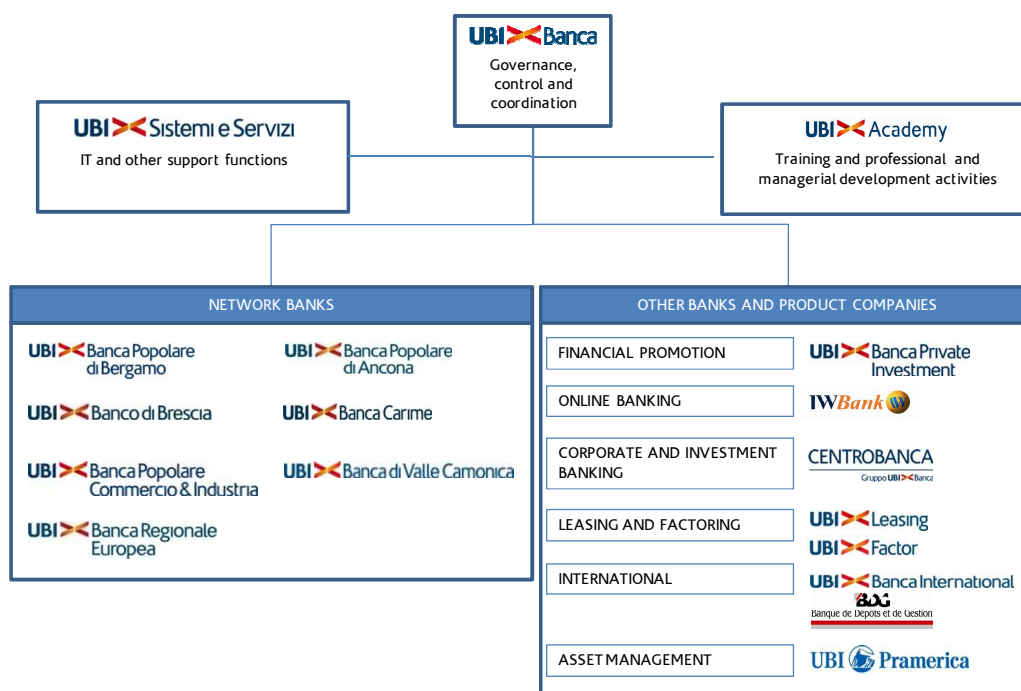 UBI Banca
Governance,
control and
coordination
UBI Sistemi e Servizi
IT and other support functions
UBI Academy
Training and professional and
managerial development activities
NETWORK BANKS
UBI Banca Popolare
di Bergamo
UBI Banca Popolare
di Ancona
UBI Banco di Brescia
UBI Banca Carime
UBI Banca Popolare
Commercio & Industria
UBI Banca di Valle Camonica
UBI Banca Regionale
Europea
OTHER BANKS AND PRODUCT COMPANIES
FINANCIAL PROMOTION
UBI Banca Private
Investment
ONLINE BANKING
IWBank W
CORPORATE AND INVESTMENT
BANKING
CENTROBANCA
Gruppo UBI Banca
LEASING AND FACTORING
UBI Leasing
UBI Factor
INTERNATIONAL
UBI Banca International
BDG
Banque de Dépôts et de Gestion
ASSET MANAGEMENT
UBI Pramerica